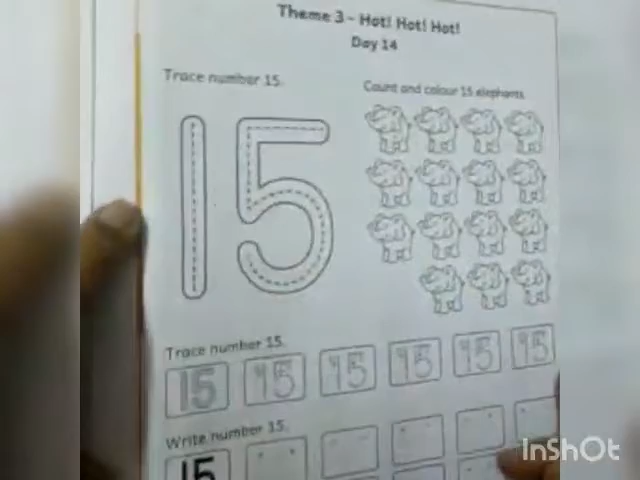 Theme 3 - Hot! Hot! Hot!
Day 14
Trace number 15.
Count and colour 15 elephants
15
Trace number 15.
15 15 15 15 15 15
Write number 15.
15
InShOt